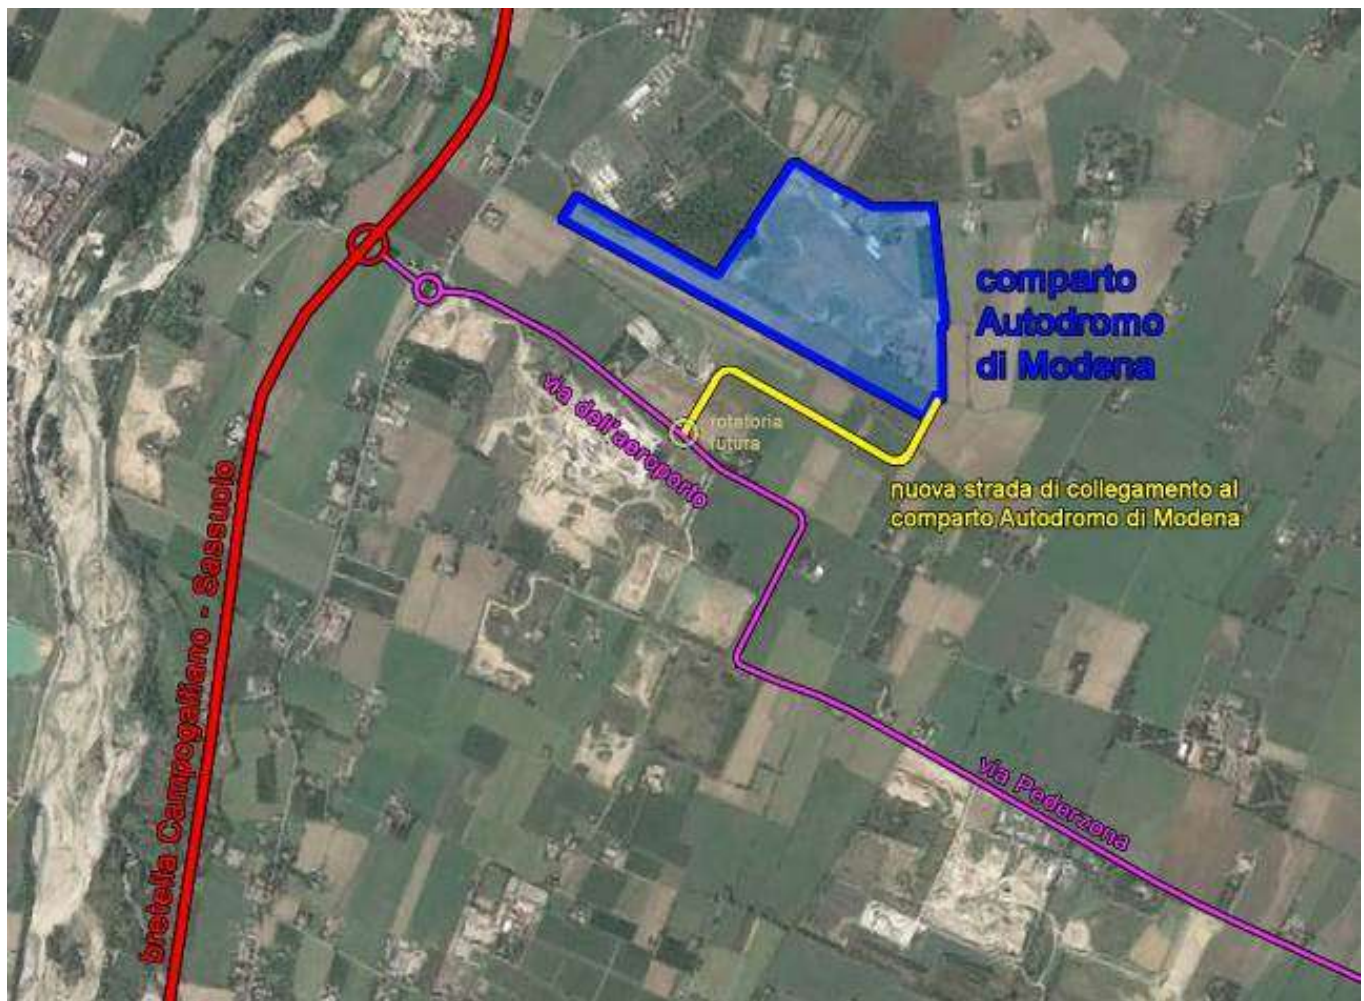 comparto
Autodromo
di Modena
via dell'aeroporto
rotatoria
futura
nuova strada di collegamento al
comparto Autodromo di Modena
bretella Campogalliano - Sassuolo
via Pederzona